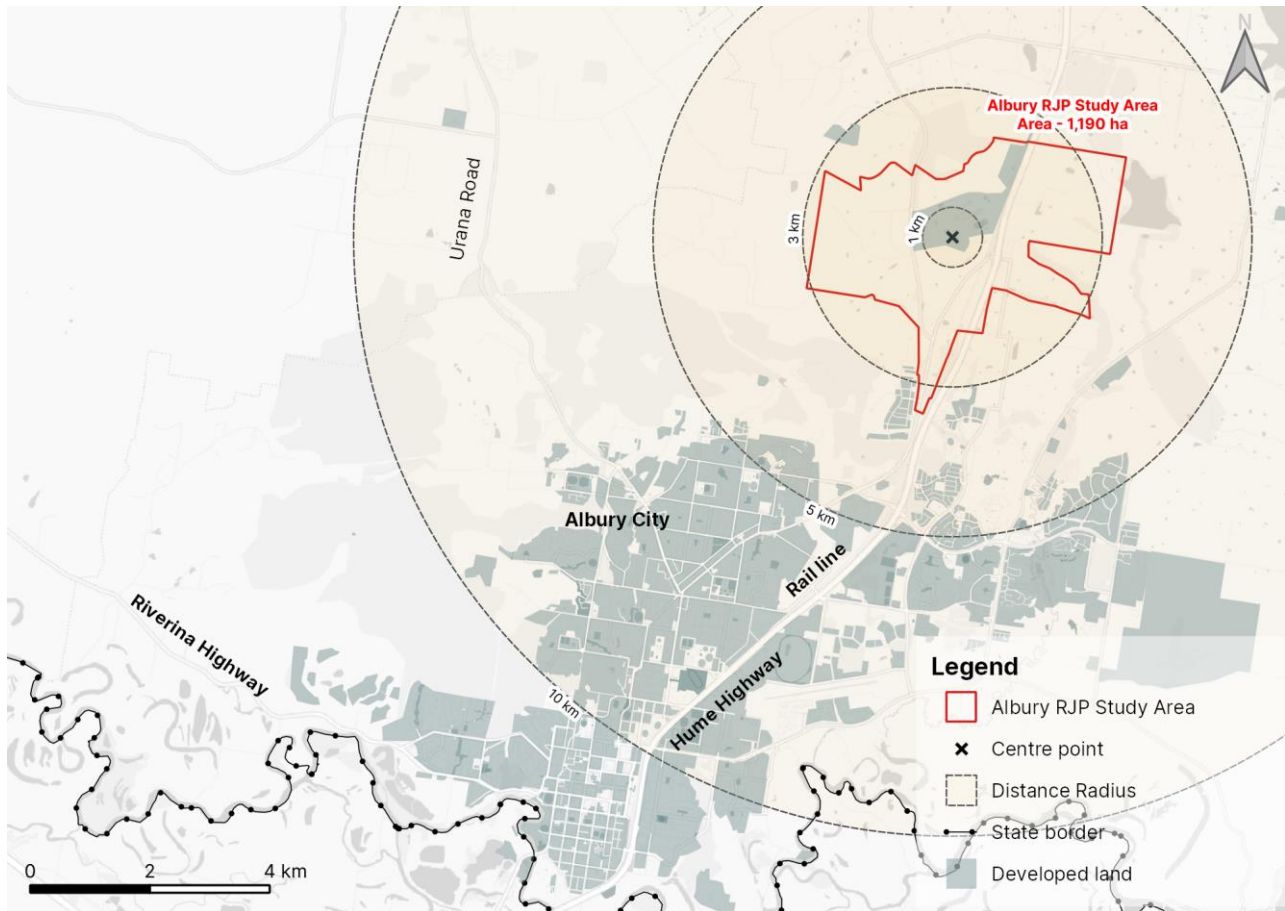 N
Albury RJP Study Area
Area - 1,190 ha
Urana Road
3 km
1 km
5 km
Albury City
Rail line
Riverina Highway
10 km
Hume Highway
Legend
Albury RJP Study Area
Centre point
Distance Radius
State border
Developed land
0 2 4 km